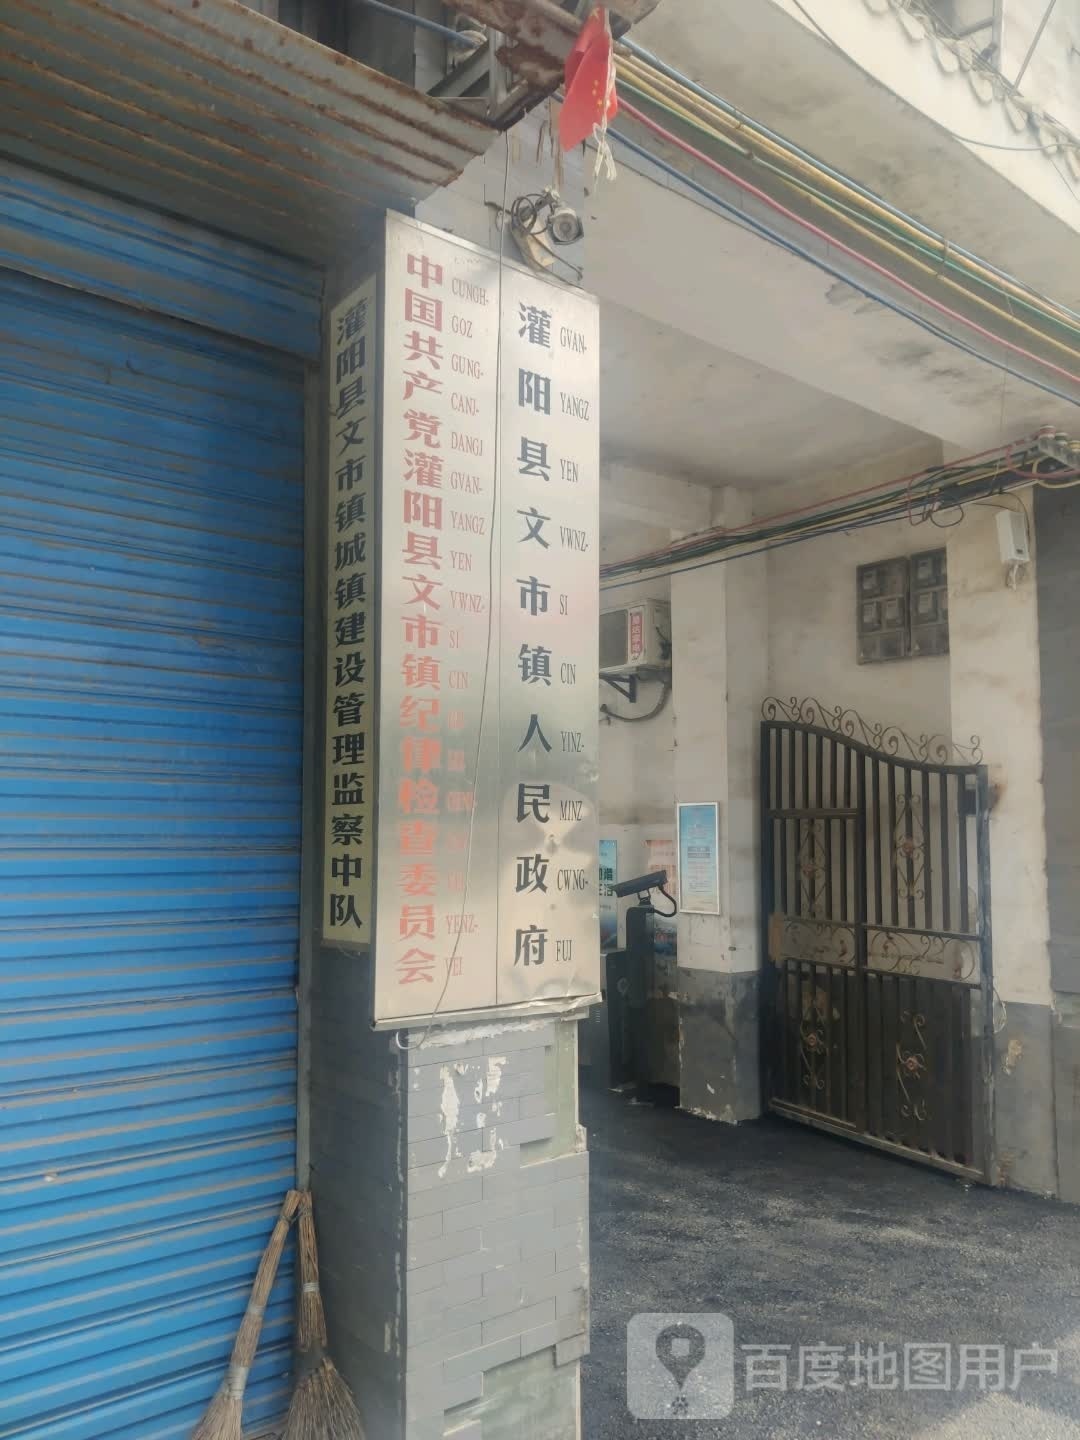 灌阳县文市镇城镇建设管理监察中队
中国共产党灌阳县文市镇纪律检查委员会
CUNGH-
GOZ
GUNG-
CANJ-
DANGJ
GVAN-
YANGZ
YEN
VWNZ-
SI
CIN
YENZ-
VEI
灌阳县文市镇人民政府
GVAN-
YANGZ
YEN
VWNZ-
SI
CIN
YINZ-
MINZ
CWNG-
FUJ
百度地图用户